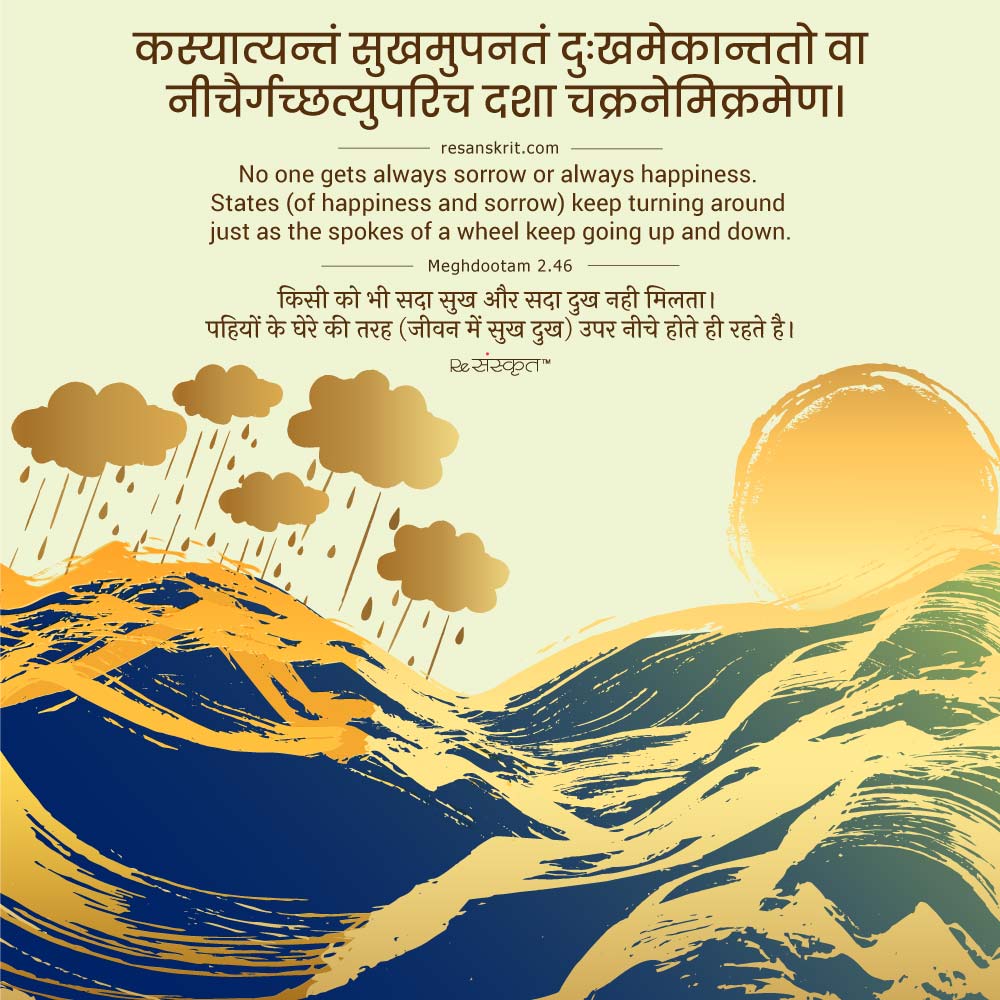 कस्यात्यन्तं सुखमुपनतं दुःखमेकान्ततो वा
नीचैर्गच्छत्युपरिच दशा चक्रनेमिक्रमेण।
resanskrit.com
No one gets always sorrow or always happiness.
States (of happiness and sorrow) keep turning around
just as the spokes of a wheel keep going up and down.
Meghdootam 2.46
किसी को भी सदा सुख और सदा दुख नही मिलता।
पहियों के घेरे की तरह (जीवन में सुख दुख) उपर नीचे होते ही रहते है।
Re संस्कृत™